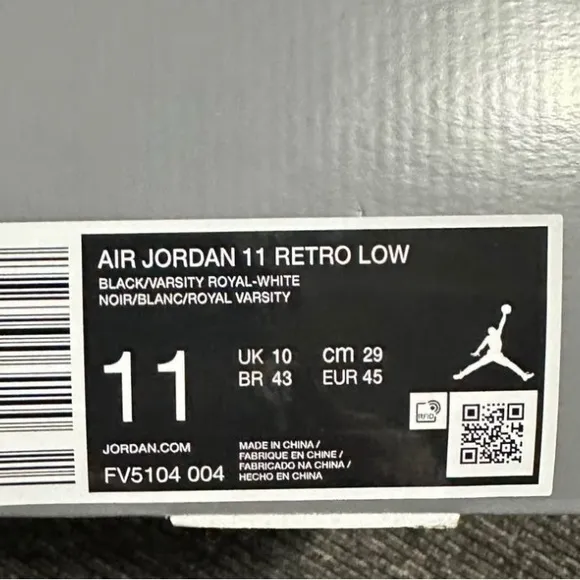 AIR JORDAN 11 RETRO LOW
BLACK/VARSITY ROYAL-WHITE
NOIR/BLANC/ROYAL VARSITY
11
UK 10 cm 29
BR 43 EUR 45
RFID
JORDAN.COM
FV5104 004
MADE IN CHINA /
FABRIQUE EN CHINE /
FABRICADO NA CHINA /
HECHO EN CHINA